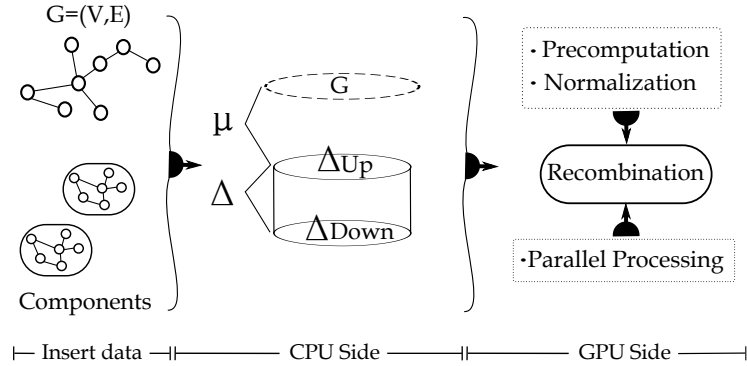 G=(V,E)
Components
Insert data
μ
Δ
G
ΔUp
ΔDown
CPU Side
· Precomputation
· Normalization
Recombination
·Parallel Processing
GPU Side